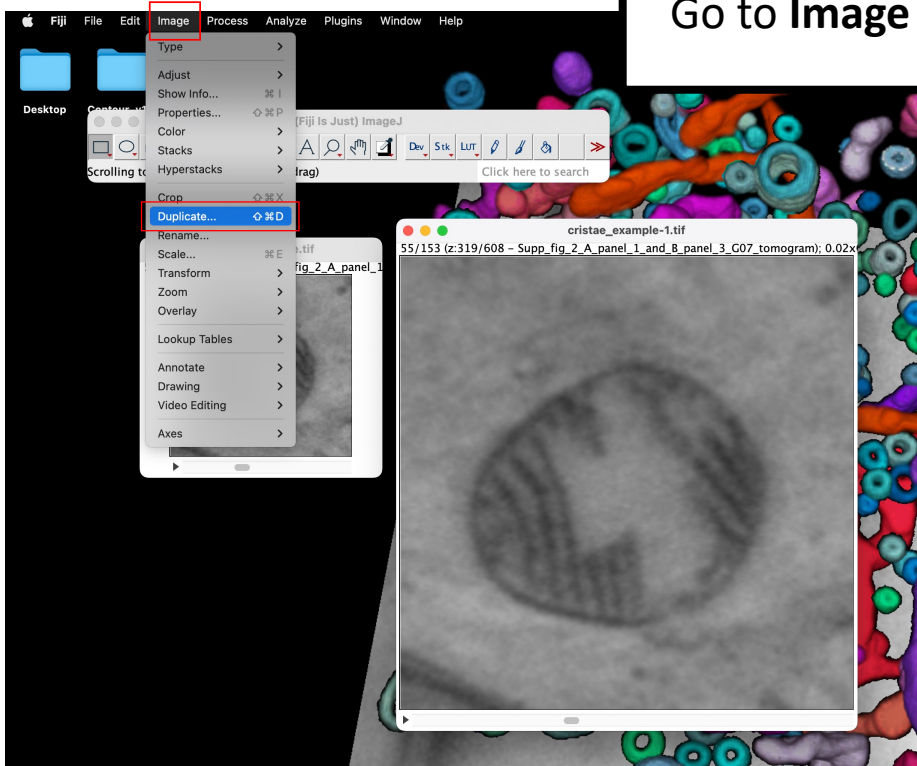 Go to Image
Fiji File Edit Image Process Analyze Plugins Window Help
Type >
Adjust >
Show Info... ⌘ I
Properties... ⇧⌘P
Color >
Stacks >
Hyperstacks >
Crop ⇧⌘X
Duplicate... ⇧⌘D
Rename...
Scale... ⌘E
Transform >
Zoom >
Overlay >
Lookup Tables >
Annotate >
Drawing >
Video Editing >
Axes >
Desktop
(Fiji Is Just) ImageJ
A Dev Stk LUT ≫
Scrolling
Click here to search
.tif
fig_2_A_panel_1
cristae_example-1.tif
55/153 (z:319/608 – Supp_fig_2_A_panel_1_and_B_panel_3_G07_tomogram); 0.02x